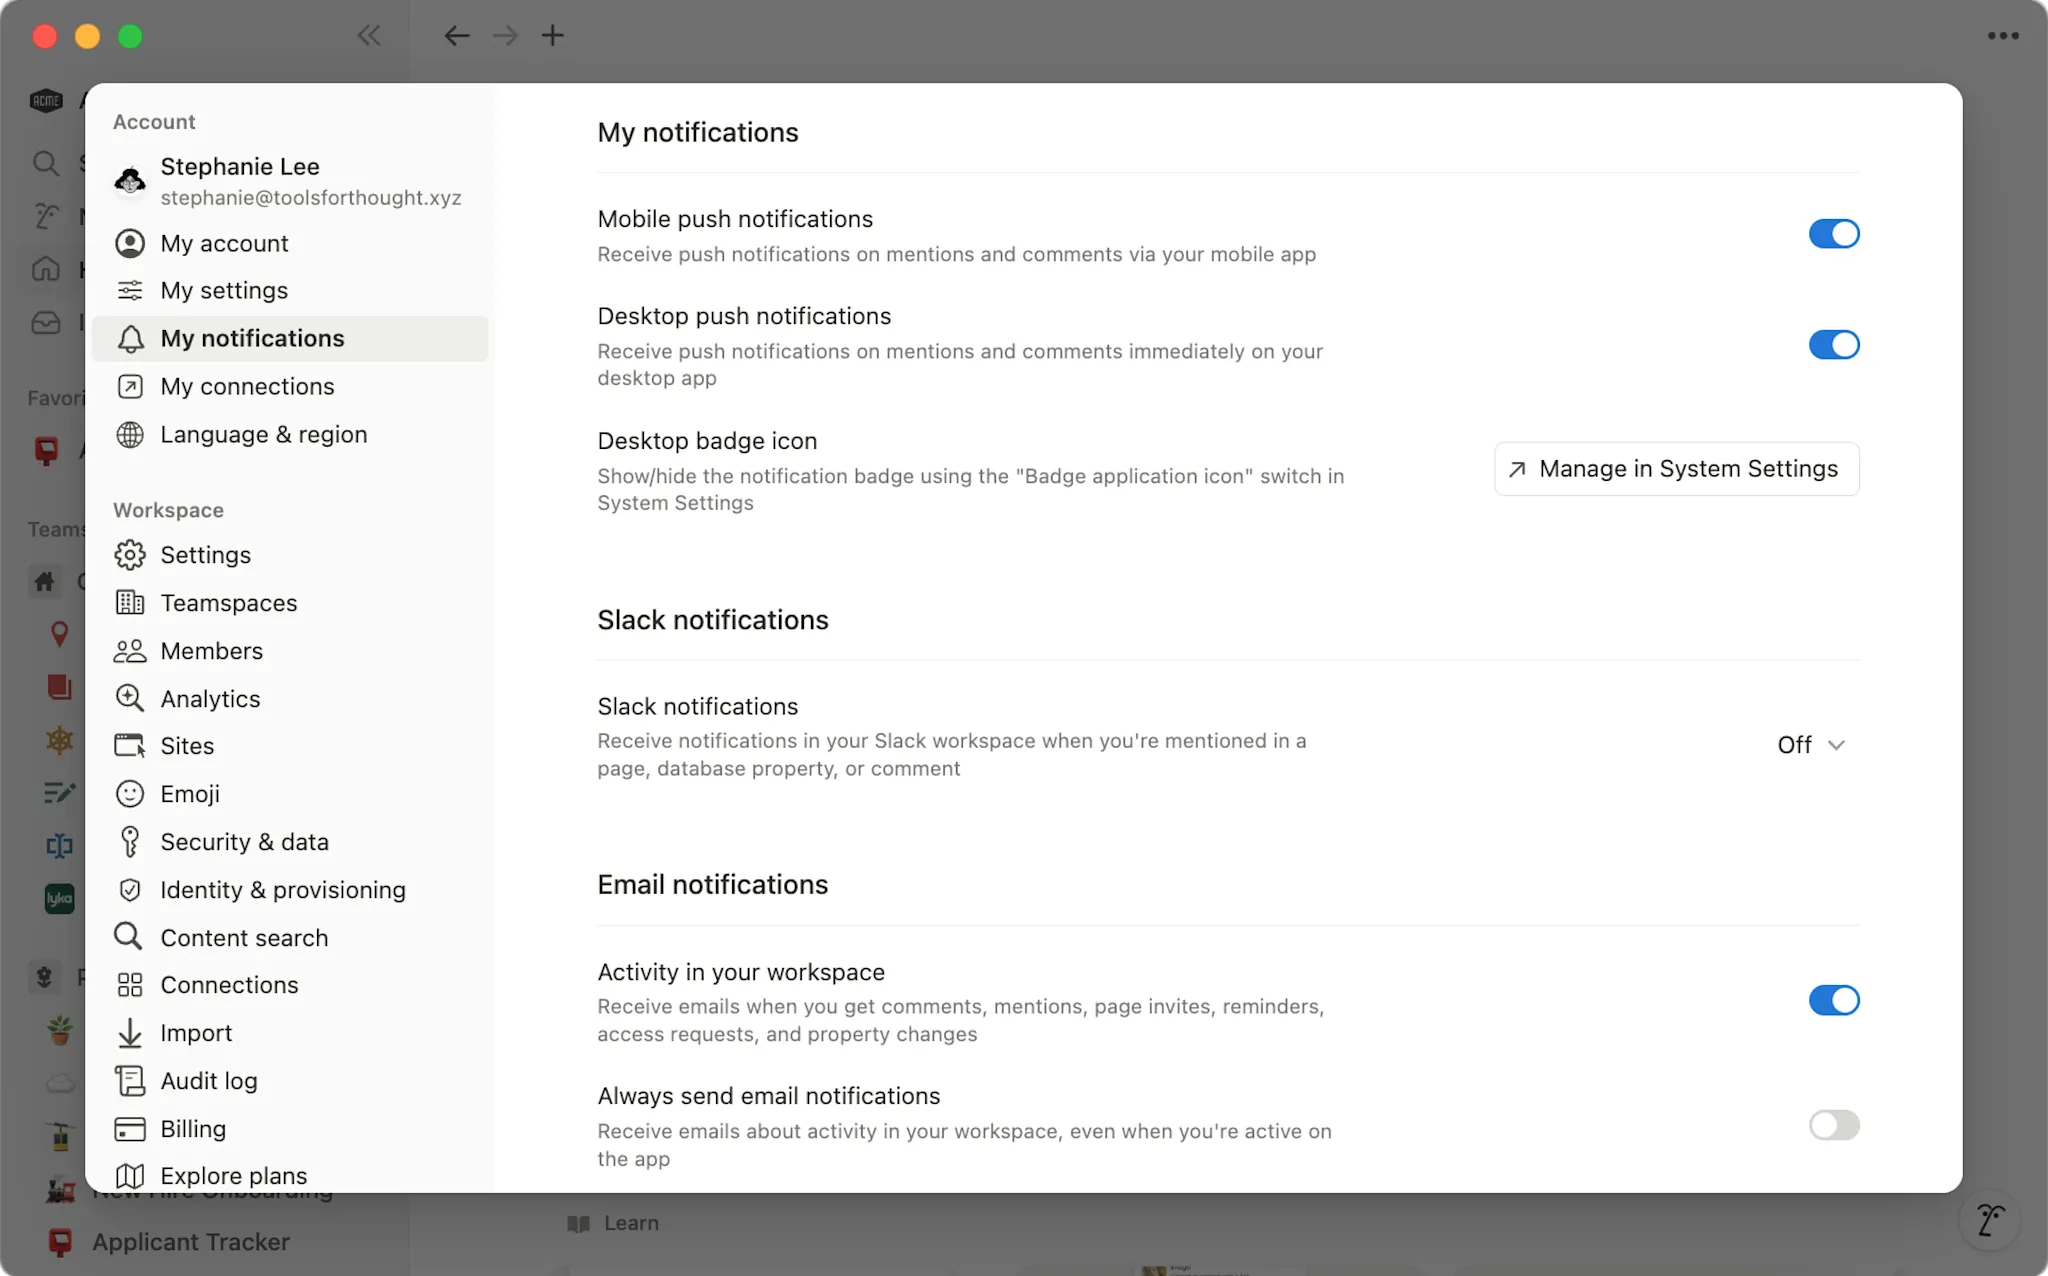 ACME
Account
Stephanie Lee
stephanie@toolsforthought.xyz
My account
My settings
My notifications
My connections
Language & region
Workspace
Settings
Teamspaces
Members
Analytics
Sites
Emoji
Security & data
Identity & provisioning
Content search
Connections
Import
Audit log
Billing
Explore plans
My notifications
Mobile push notifications
Receive push notifications on mentions and comments via your mobile app
Desktop push notifications
Receive push notifications on mentions and comments immediately on your
desktop app
Desktop badge icon
Show/hide the notification badge using the "Badge application icon" switch in
System Settings
Manage in System Settings
Slack notifications
Slack notifications
Receive notifications in your Slack workspace when you're mentioned in a
page, database property, or comment
Off
Email notifications
Activity in your workspace
Receive emails when you get comments, mentions, page invites, reminders,
access requests, and property changes
Always send email notifications
Receive emails about activity in your workspace, even when you're active on
the app
Favori
Teams
lyka
New Hire Onboarding
Applicant Tracker
Learn